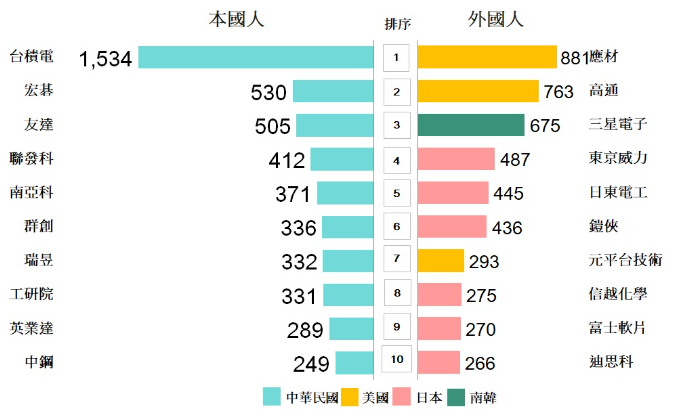 本國人 排序 外國人
台積電 1,534 1 881 應材
宏碁 530 2 763 高通
友達 505 3 675 三星電子
聯發科 412 4 487 東京威力
南亞科 371 5 445 日東電工
群創 336 6 436 鎧俠
瑞昱 332 7 293 元平台技術
工研院 331 8 275 信越化學
英業達 289 9 270 富士軟片
中鋼 249 10 266 迪思科
中華民國 美國 日本 南韓